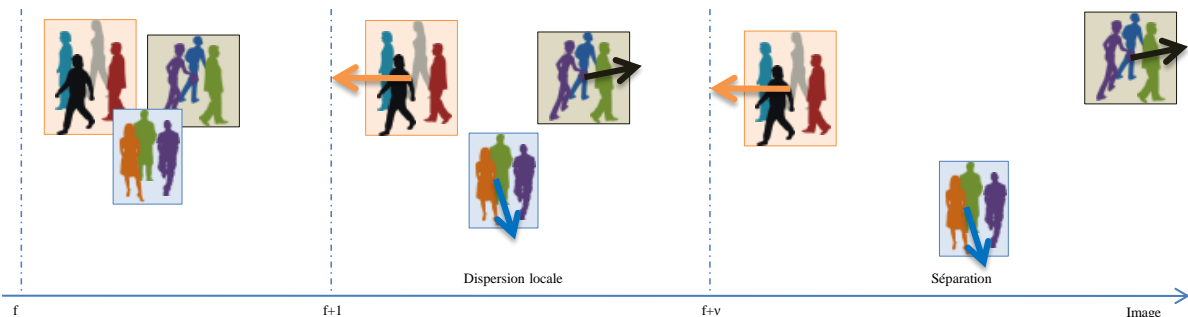 Dispersion locale
Séparation
f
f+1
f+ν
Image